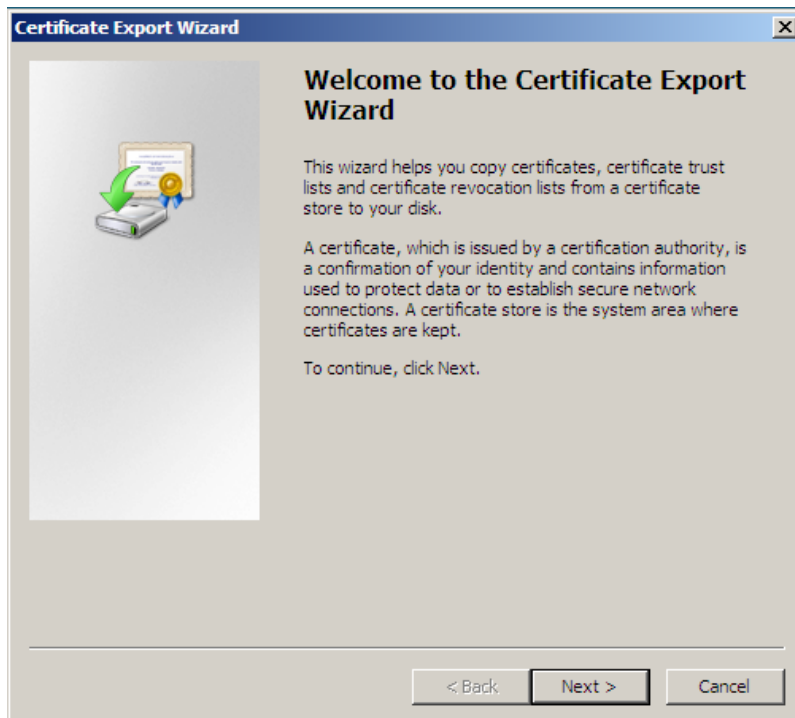 Certificate Export Wizard
Welcome to the Certificate Export
Wizard
This wizard helps you copy certificates, certificate trust
lists and certificate revocation lists from a certificate
store to your disk.
A certificate, which is issued by a certification authority, is
a confirmation of your identity and contains information
used to protect data or to establish secure network
connections. A certificate store is the system area where
certificates are kept.
To continue, click Next.
< Back Next > Cancel